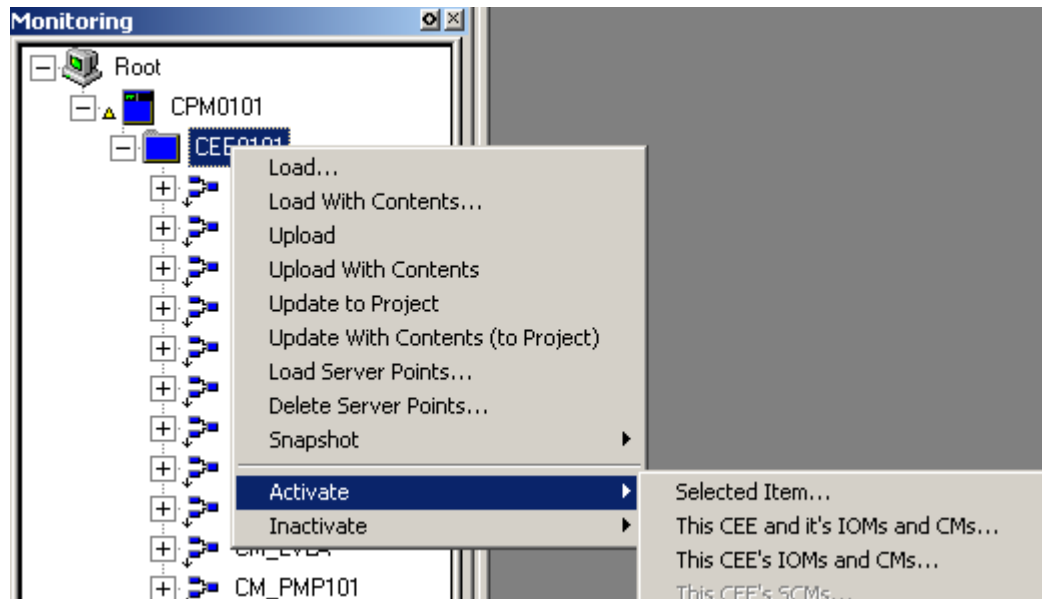 Monitoring
Root
CPM0101
CEE0101
Load...
Load With Contents...
Upload
Upload With Contents
Update to Project
Update With Contents (to Project)
Load Server Points...
Delete Server Points...
Snapshot
Activate
Selected Item...
Inactivate
This CEE and it's IOMs and CMs...
This CEE's IOMs and CMs...
This CEE's SCMs...
CM_PMP101